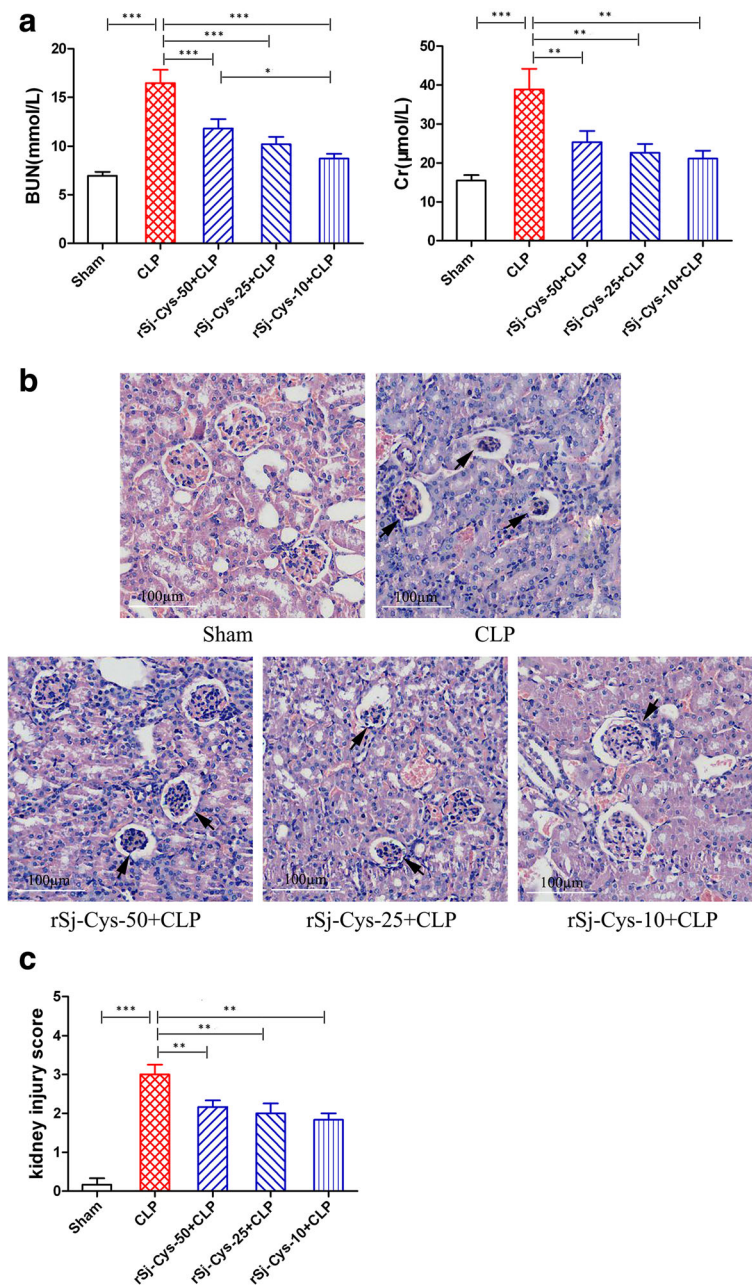 a
***
***
***
***
*
BUN(mmol/L)
20
15
10
5
0
Sham
CLP
rSj-Cys-50+CLP
rSj-Cys-25+CLP
rSj-Cys-10+CLP
***
**
**
**
Cr(μmol/L)
50
40
30
20
10
0
Sham
CLP
rSj-Cys-50+CLP
rSj-Cys-25+CLP
rSj-Cys-10+CLP
b
100μm
100μm
Sham
CLP
100μm
100μm
100μm
rSj-Cys-50+CLP
rSj-Cys-25+CLP
rSj-Cys-10+CLP
c
***
**
**
**
kidney injury score
5
4
3
2
1
0
Sham
CLP
rSj-Cys-50+CLP
rSj-Cys-25+CLP
rSj-Cys-10+CLP